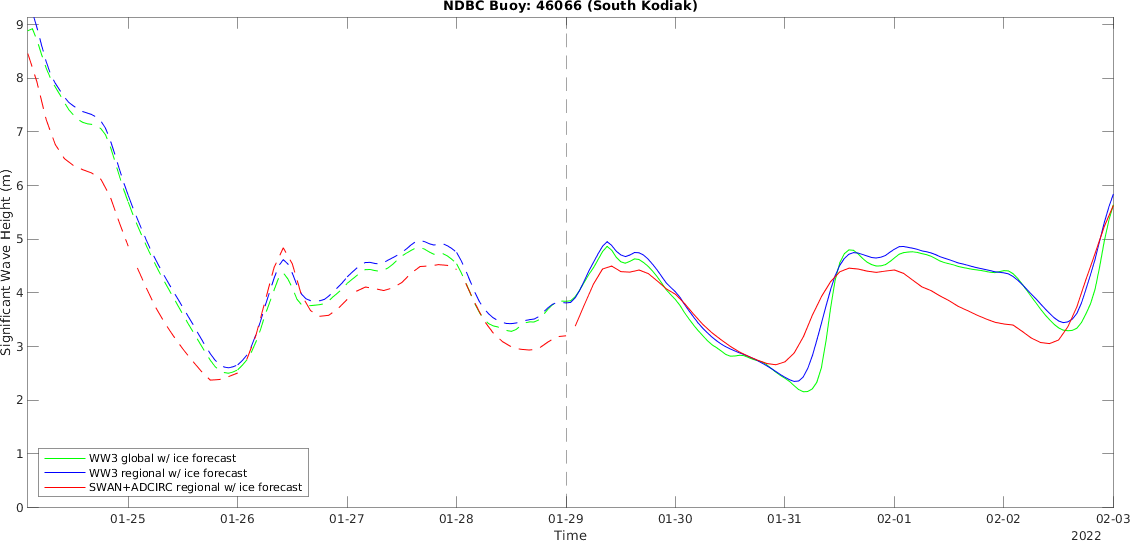 NDBC Buoy: 46066 (South Kodiak)
9
8
7
6
5
4
3
2
1
0
Significant Wave Height (m)
WW3 global w/ ice forecast
WW3 regional w/ ice forecast
SWAN+ADCIRC regional w/ ice forecast
01-25 01-26 01-27 01-28 01-29 01-30 01-31 02-01 02-02 02-03
Time
2022